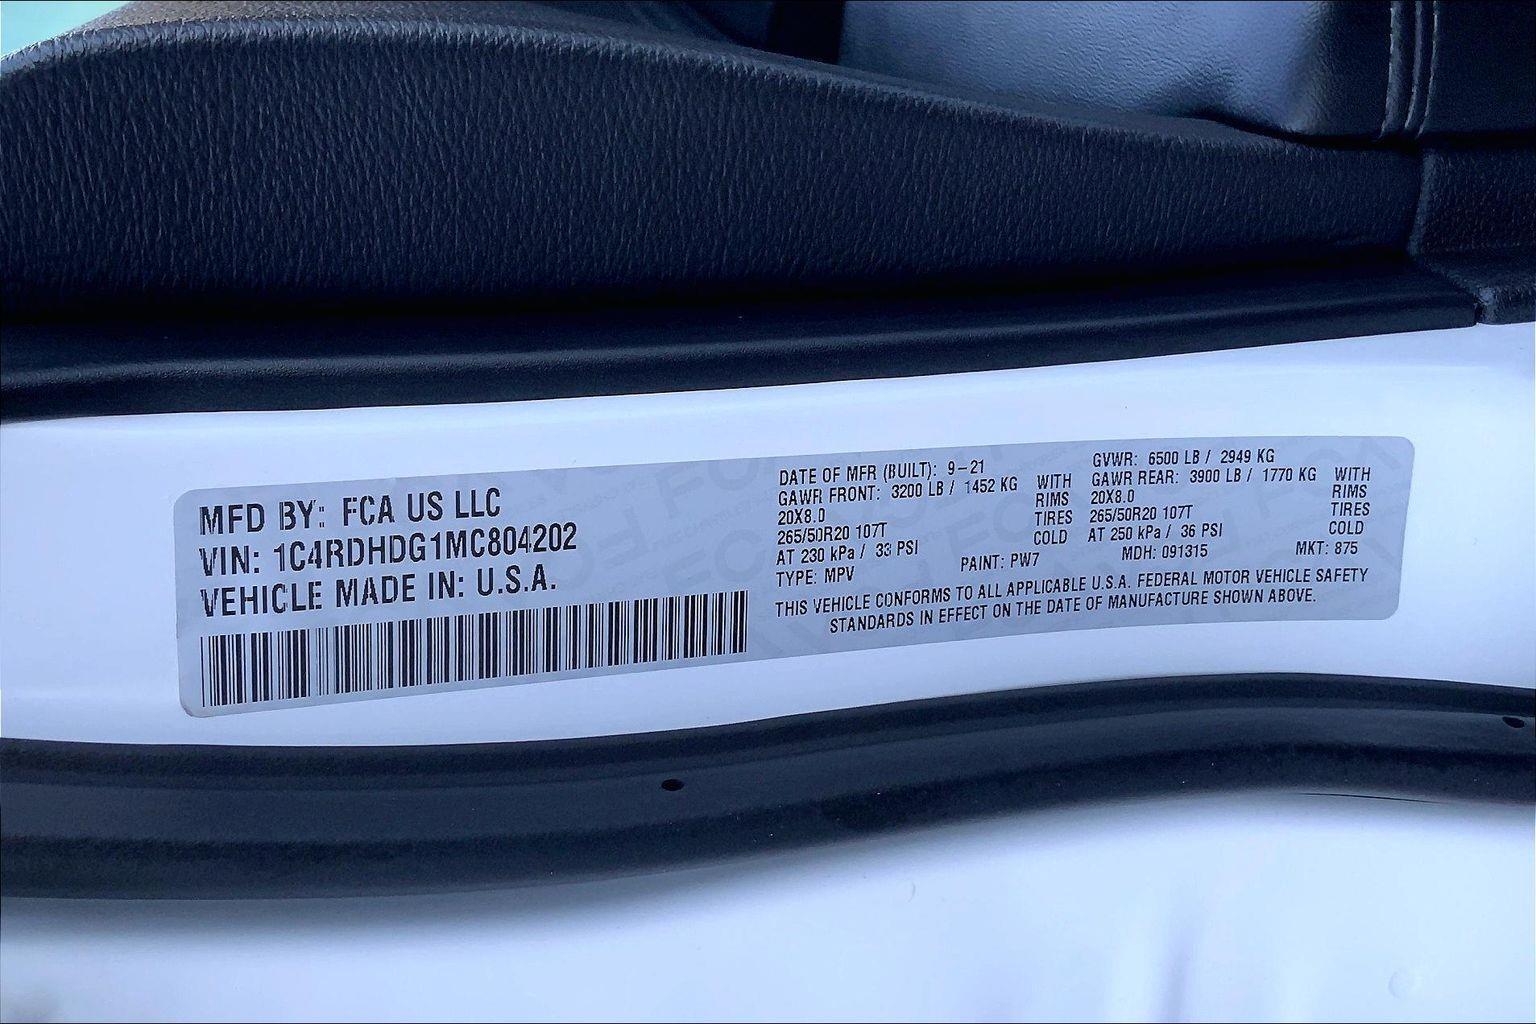 MFD BY: FCA US LLC
VIN: 1C4RDHDG1MC804202
VEHICLE MADE IN: U.S.A.
DATE OF MFR (BUILT): 9-21
GAWR FRONT: 3200 LB / 1452 KG WITH
20X8.0 RIMS
265/50R20 107T TIRES
AT 230 kPa / 33 PSI COLD
TYPE: MPV
GVWR: 6500 LB / 2949 KG
GAWR REAR: 3900 LB / 1770 KG WITH
20X8.0 RIMS
265/50R20 107T TIRES
AT 250 kPa / 36 PSI COLD
PAINT: PW7 MDH: 091315 MKT: 875
THIS VEHICLE CONFORMS TO ALL APPLICABLE U.S.A. FEDERAL MOTOR VEHICLE SAFETY
STANDARDS IN EFFECT ON THE DATE OF MANUFACTURE SHOWN ABOVE.